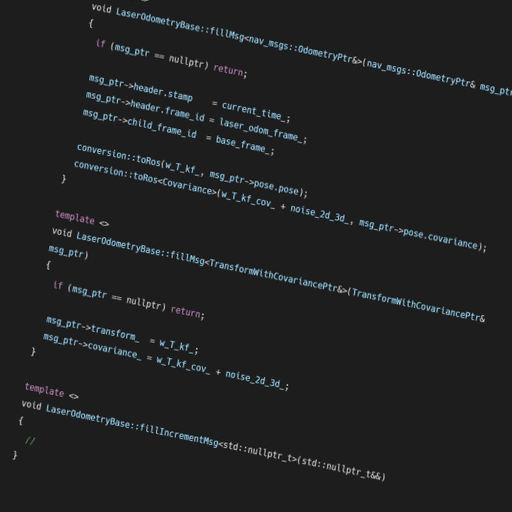 void LaserOdometryBase::fillMsg<nav_msgs::OdometryPtr&>(nav_msgs::OdometryPtr&
{
if (msg_ptr == nullptr) return;
msg_ptr->header.stamp = current_time_;
msg_ptr->header.frame_id = laser_odom_frame_;
msg_ptr->child_frame_id = base_frame_;
conversion::toRos(w_T_kf_, msg_ptr->pose.pose);
conversion::toRos<Covariance>(w_T_kf_cov_ + noise_2d_3d_, msg_ptr->pose.covariance);
}
template <>
void LaserOdometryBase::fillMsg<TransformWithCovariancePtr&>(TransformWithCovariancePtr&
msg_ptr)
{
if (msg_ptr == nullptr) return;
msg_ptr->transform_ = w_T_kf_;
msg_ptr->covariance_ = w_T_kf_cov_ + noise_2d_3d_;
}
template <>
void LaserOdometryBase::fillIncrementMsg<std::nullptr_t>(std::nullptr_t&&)
{
//
}